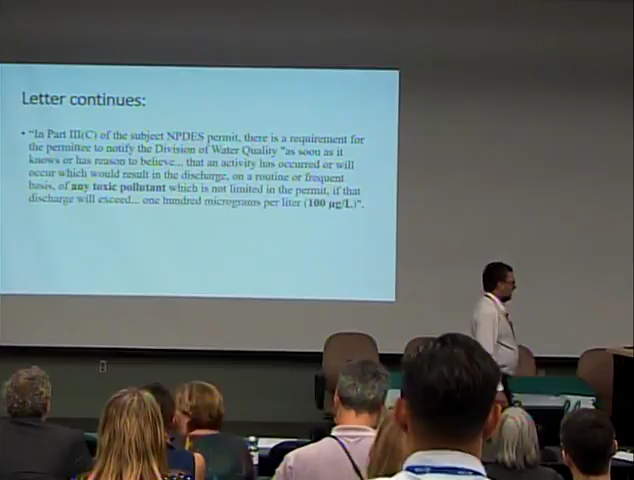 Letter continues:
• "In Part III(C) of the subject NPDES permit, there is a requirement for
the permittee to notify the Division of Water Quality "as soon as it
knows or has reason to believe... that an activity has occurred or will
occur which would result in the discharge, on a routine or frequent
basis, of any toxic pollutant which is not limited in the permit, if that
discharge will exceed... one hundred micrograms per liter (100 µg/L)".